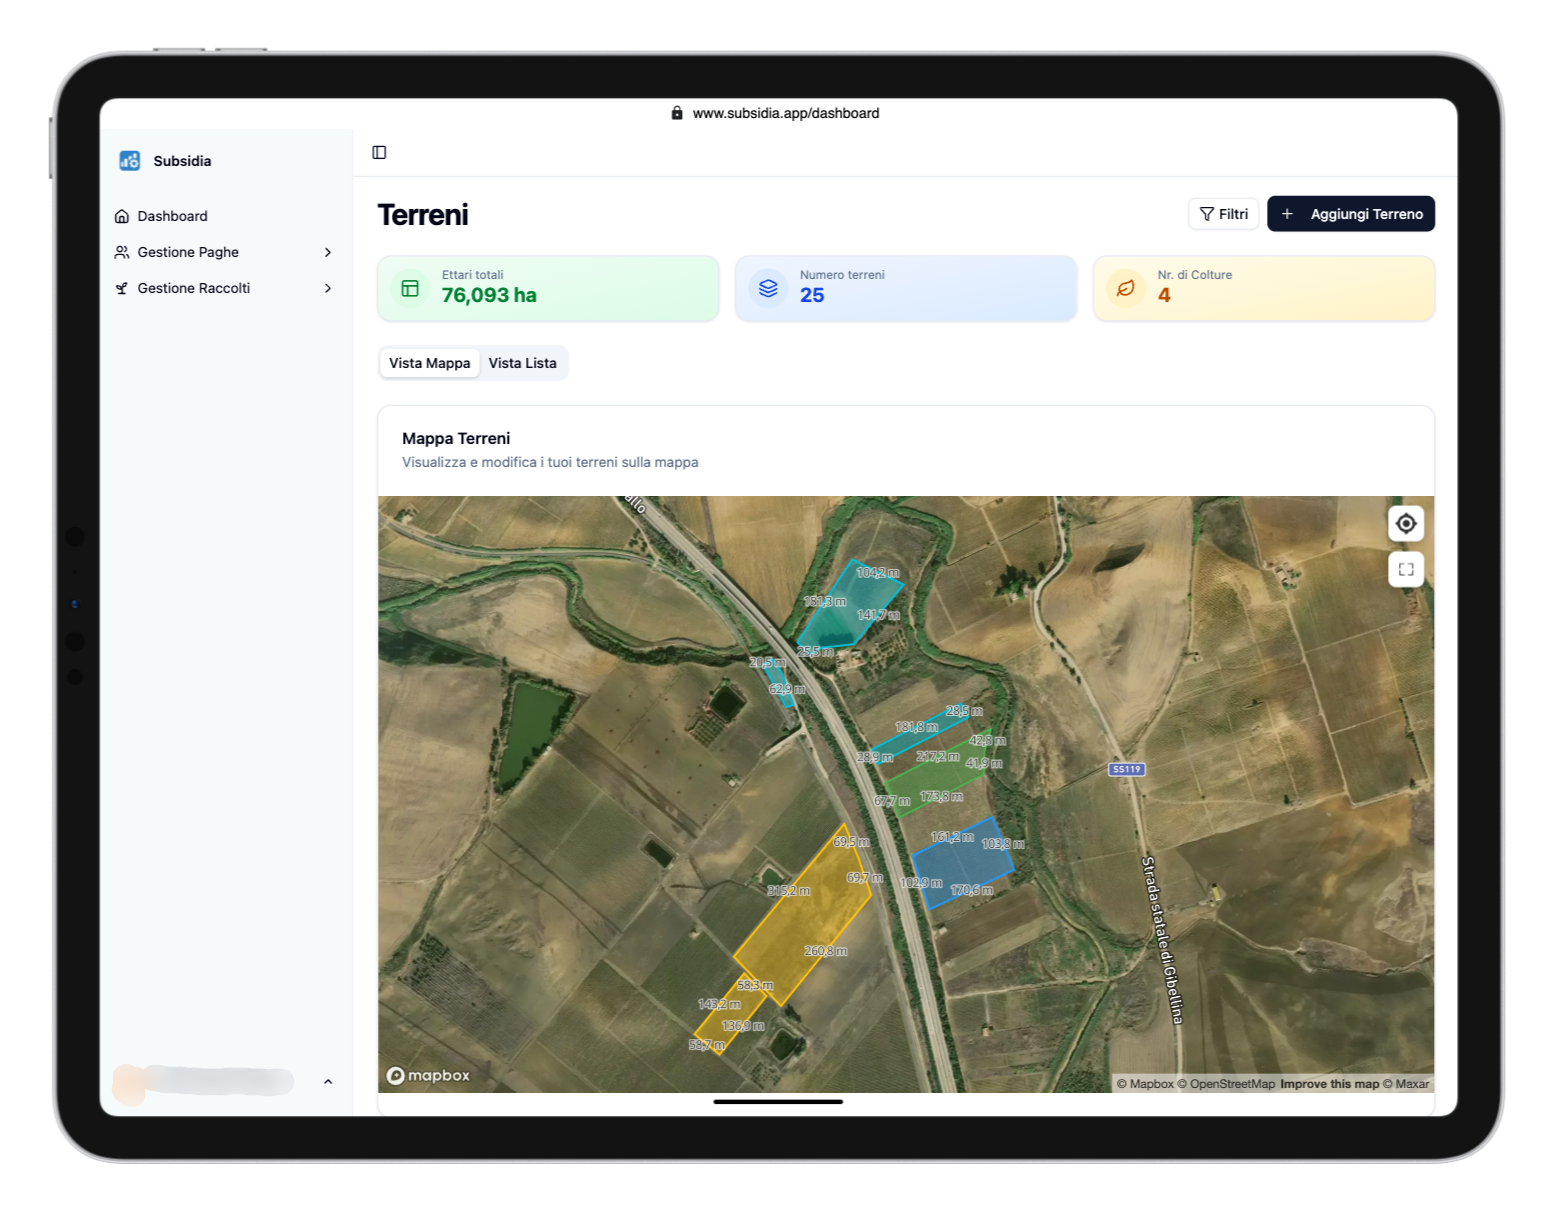 www.subsidia.app/dashboard
Subsidia
Dashboard
Gestione Paghe
Gestione Raccolti
Terreni
Filtri
+ Aggiungi Terreno
Ettari totali
76,093 ha
Numero terreni
25
Nr. di Colture
4
Vista Mappa
Vista Lista
Mappa Terreni
Visualizza e modifica i tuoi terreni sulla mappa
104,2 m
181,3 m
141,7 m
25,5 m
20,5 m
62,9 m
28,5 m
181,8 m
42,8 m
28,9 m
217,2 m
41,9 m
SS119
67,7 m
173,8 m
161,2 m
103,8 m
69,5 m
69,7 m
102,9 m
170,6 m
315,2 m
Strada statale di Gibellina
260,8 m
58,3 m
143,2 m
136,9 m
58,7 m
mapbox
© Mapbox © OpenStreetMap Improve this map © Maxar